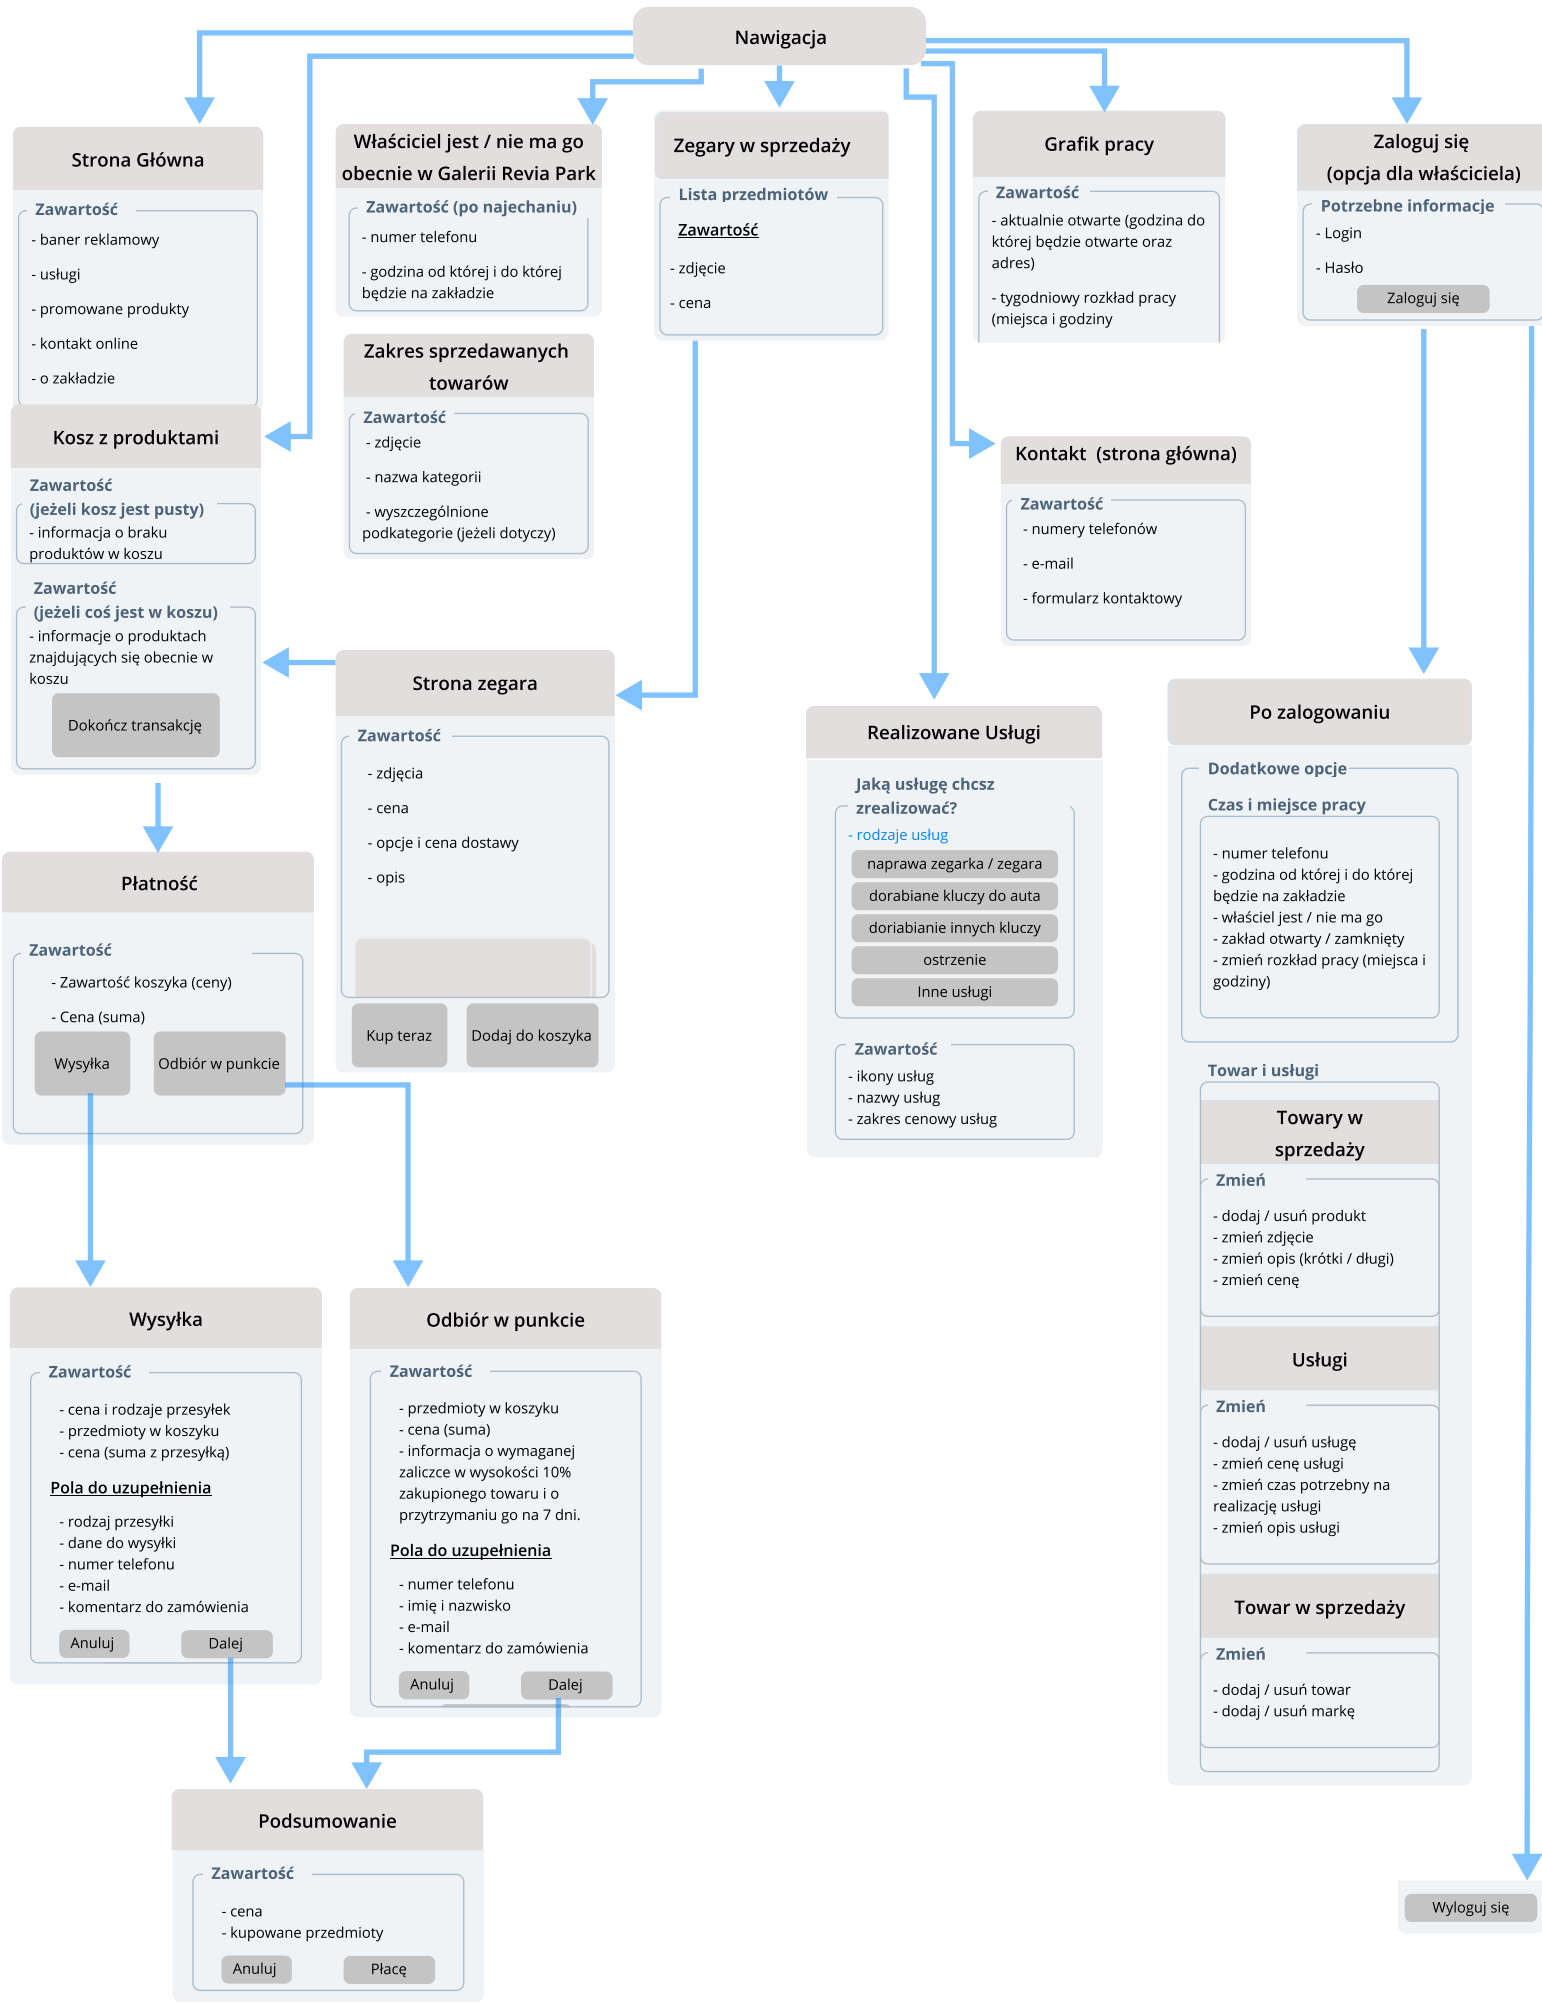 Nawigacja
Strona Główna
Zawartość
- baner reklamowy
- usługi
- promowane produkty
- kontakt online
- o zakładzie
Właściciel jest / nie ma go
obecnie w Galerii Revia Park
Zawartość (po najechaniu)
- numer telefonu
- godzina od której i do której
będzie na zakładzie
Zegary w sprzedaży
Lista przedmiotów
Zawartość
- zdjęcie
- cena
Grafik pracy
Zawartość
- aktualnie otwarte (godzina do
której będzie otwarte oraz
adres)
- tygodniowy rozkład pracy
(miejsca i godziny
Zaloguj się
(opcja dla właściciela)
Potrzebne informacje
- Login
- Hasło
Zaloguj się
Zakres sprzedawanych
towarów
Zawartość
- zdjęcie
- nazwa kategorii
- wyszczególnione
podkategorie (jeżeli dotyczy)
Kosz z produktami
Zawartość
(jeżeli kosz jest pusty)
- informacja o braku
produktów w koszu
Zawartość
(jeżeli coś jest w koszu)
- informacje o produktach
znajdujących się obecnie w
koszu
Dokończ transakcję
Kontakt  (strona główna)
Zawartość
- numery telefonów
- e-mail
- formularz kontaktowy
Strona zegara
Zawartość
- zdjęcia
- cena
- opcje i cena dostawy
- opis
Kup teraz
Dodaj do koszyka
Realizowane Usługi
Jaką usługę chcsz
zrealizować?
- rodzaje usług
naprawa zegarka / zegara
dorabiane kluczy do auta
doriabianie innych kluczy
ostrzenie
Inne usługi
Zawartość
- ikony usług
- nazwy usług
- zakres cenowy usług
Po zalogowaniu
Dodatkowe opcje
Czas i miejsce pracy
- numer telefonu
- godzina od której i do której
będzie na zakładzie
- właściel jest / nie ma go
- zakład otwarty / zamknięty
- zmień rozkład pracy (miejsca i
godziny)
Towar i usługi
Towary w
sprzedaży
Zmień
- dodaj / usuń produkt
- zmień zdjęcie
- zmień opis (krótki / długi)
- zmień cenę
Usługi
Zmień
- dodaj / usuń usługę
- zmień cenę usługi
- zmień czas potrzebny na
realizację usługi
- zmień opis usługi
Towar w sprzedaży
Zmień
- dodaj / usuń towar
- dodaj / usuń markę
Płatność
Zawartość
- Zawartość koszyka (ceny)
- Cena (suma)
Wysyłka
Odbiór w punkcie
Wysyłka
Zawartość
- cena i rodzaje przesyłek
- przedmioty w koszyku
- cena (suma z przesyłką)
Pola do uzupełnienia
- rodzaj przesyłki
- dane do wysyłki
- numer telefonu
- e-mail
- komentarz do zamówienia
Anuluj
Dalej
Odbiór w punkcie
Zawartość
- przedmioty w koszyku
- cena (suma)
- informacja o wymaganej
zaliczce w wysokości 10%
zakupionego towaru i o
przytrzymaniu go na 7 dni.
Pola do uzupełnienia
- numer telefonu
- imię i nazwisko
- e-mail
- komentarz do zamówienia
Anuluj
Dalej
Podsumowanie
Zawartość
- cena
- kupowane przedmioty
Anuluj
Płacę
Wyloguj się